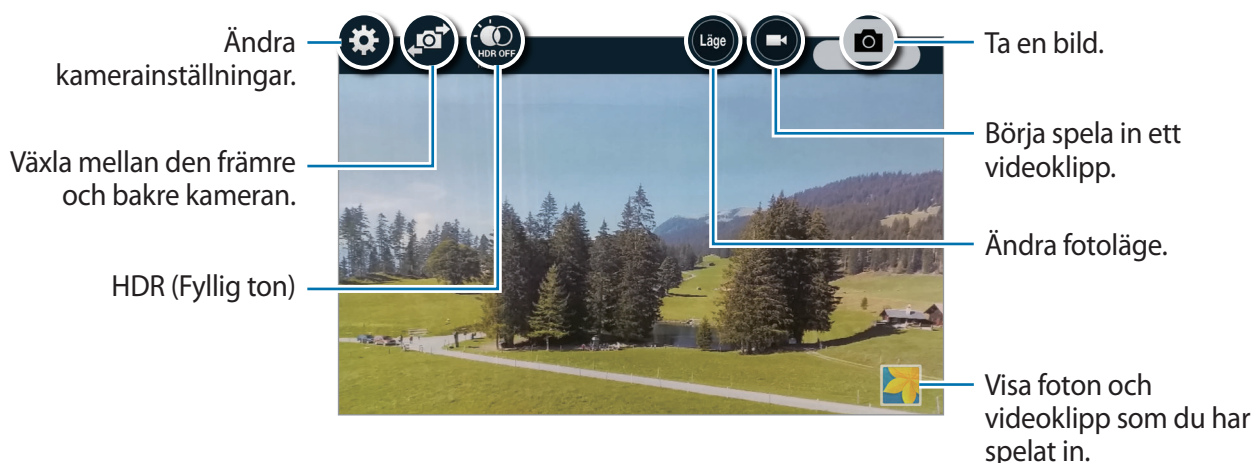 Ändra
kamerainställningar.
Växla mellan den främre
och bakre kameran.
HDR (Fyllig ton)
HDR OFF
Läge
Ta en bild.
Börja spela in ett
videoklipp.
Ändra fotoläge.
Visa foton och
videoklipp som du har
spelat in.